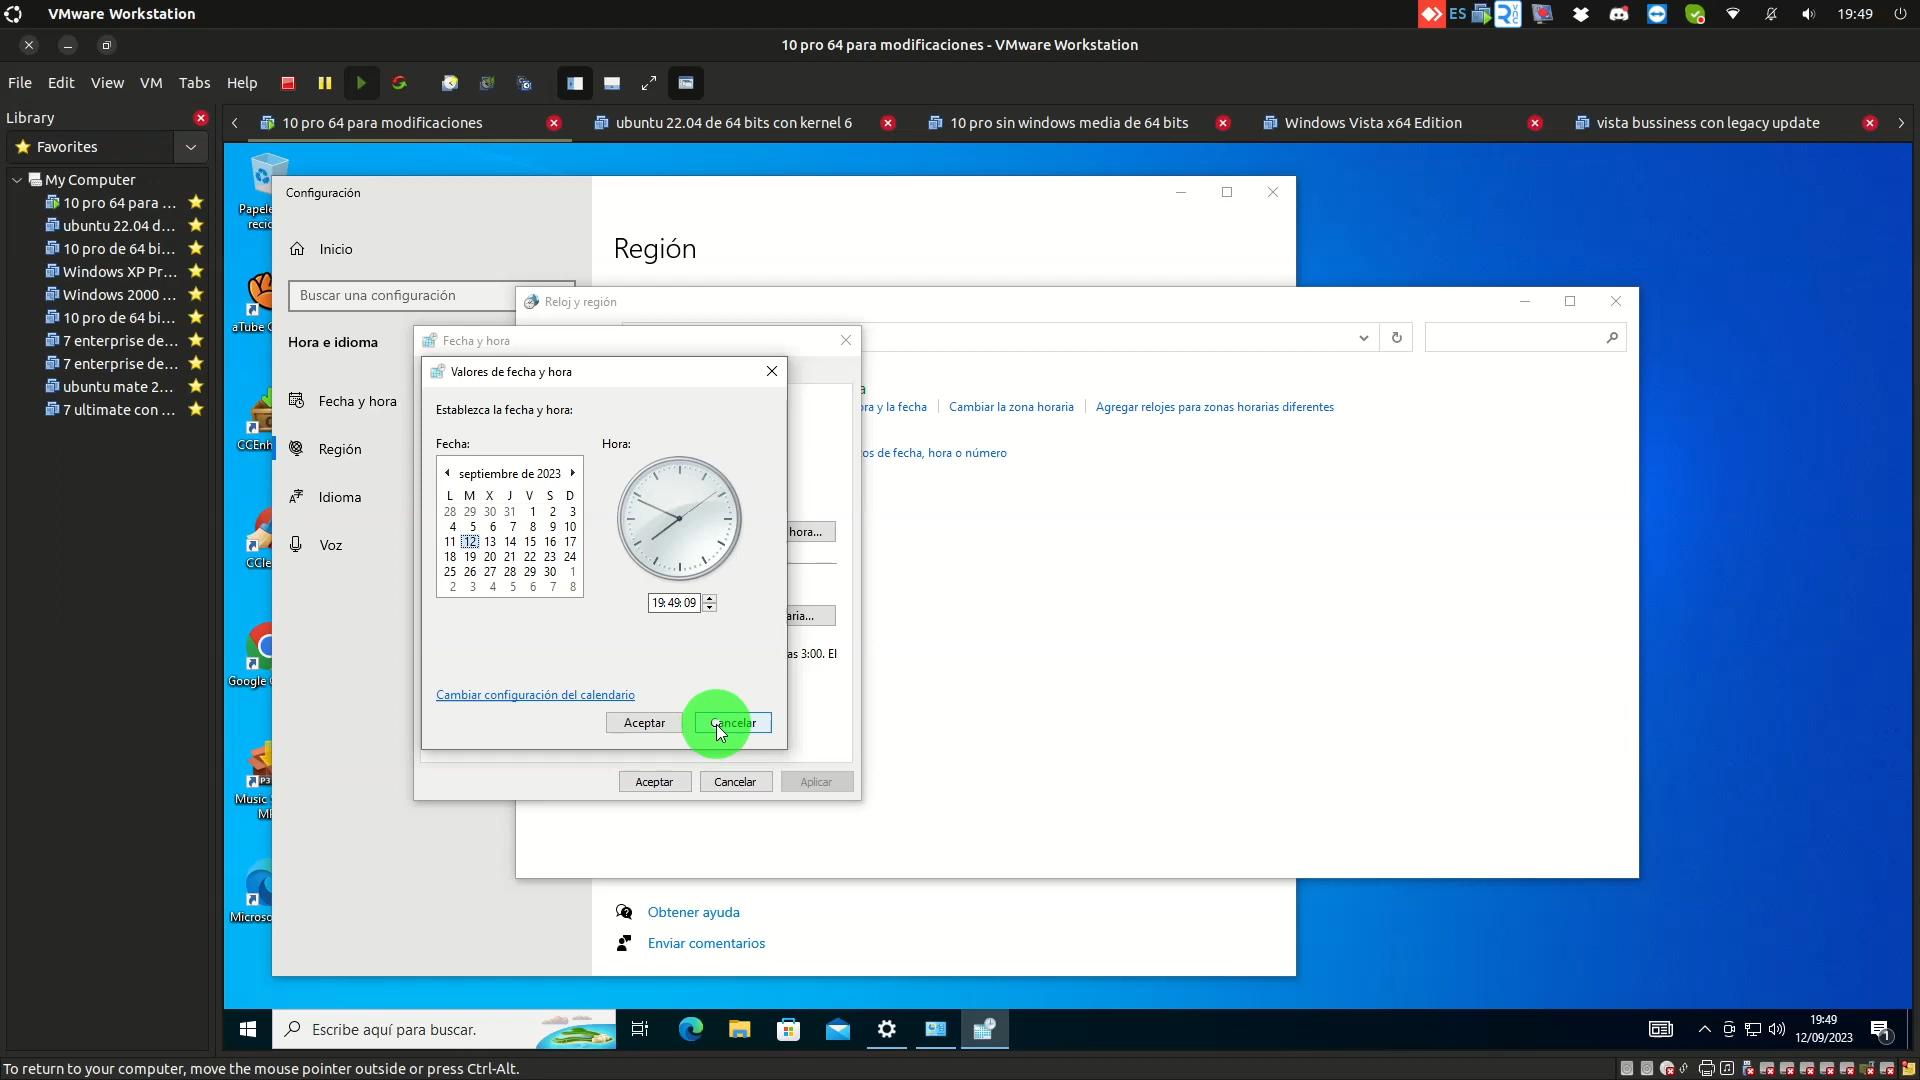 VMware Workstation
ES
19:49
10 pro 64 para modificaciones - VMware Workstation
File Edit View VM Tabs Help
Library
10 pro 64 para modificaciones
ubuntu 22.04 de 64 bits con kernel 6
10 pro sin windows media de 64 bits
Windows Vista x64 Edition
vista bussiness con legacy update
Favorites
My Computer
10 pro 64 para ...
ubuntu 22.04 d...
10 pro de 64 bi...
Windows XP Pr...
Windows 2000 ...
10 pro de 64 bi...
7 enterprise de...
7 enterprise de...
ubuntu mate 2...
7 ultimate con ...
Configuración
Inicio
Buscar una configuración
Hora e idioma
Fecha y hora
Región
Idioma
Voz
Región
Obtener ayuda
Enviar comentarios
Reloj y región
Cambiar la zona horaria
Agregar relojes para zonas horarias diferentes
ora y la fecha
os de fecha, hora o número
Fecha y hora
hora...
aria...
as 3:00. El
Aceptar Cancelar Aplicar
Valores de fecha y hora
Establezca la fecha y hora:
Fecha: Hora:
septiembre de 2023
L M X J V S D
28 29 30 31 1 2 3
4 5 6 7 8 9 10
11 12 13 14 15 16 17
18 19 20 21 22 23 24
25 26 27 28 29 30 1
2 3 4 5 6 7 8
19:49:09
Cambiar configuración del calendario
Aceptar Cancelar
Escribe aquí para buscar.
19:49
12/09/2023
1
To return to your computer, move the mouse pointer outside or press Ctrl-Alt.